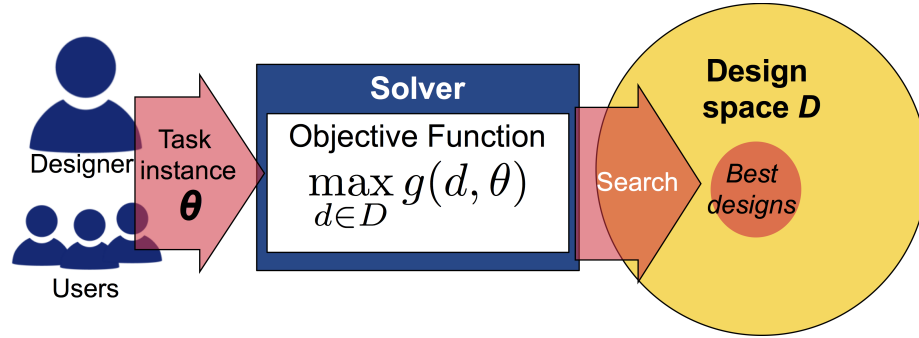 Designer
Users
Task
instance
θ
Solver
Objective Function
max g(d, θ)
d∈D
Search
Design
space D
Best
designs